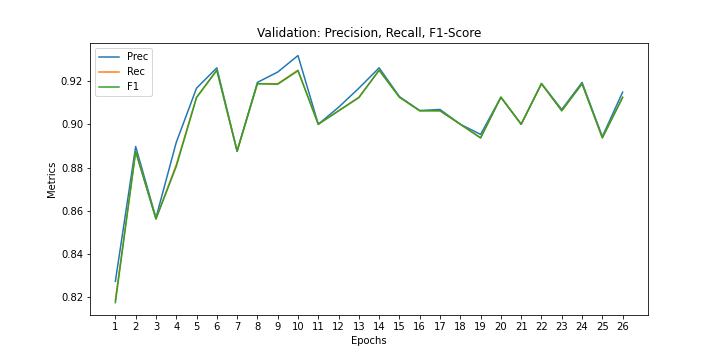 Validation: Precision, Recall, F1-Score
Prec
Rec
F1
0.92
0.90
0.88
0.86
0.84
0.82
Metrics
1 2 3 4 5 6 7 8 9 10 11 12 13 14 15 16 17 18 19 20 21 22 23 24 25 26
Epochs